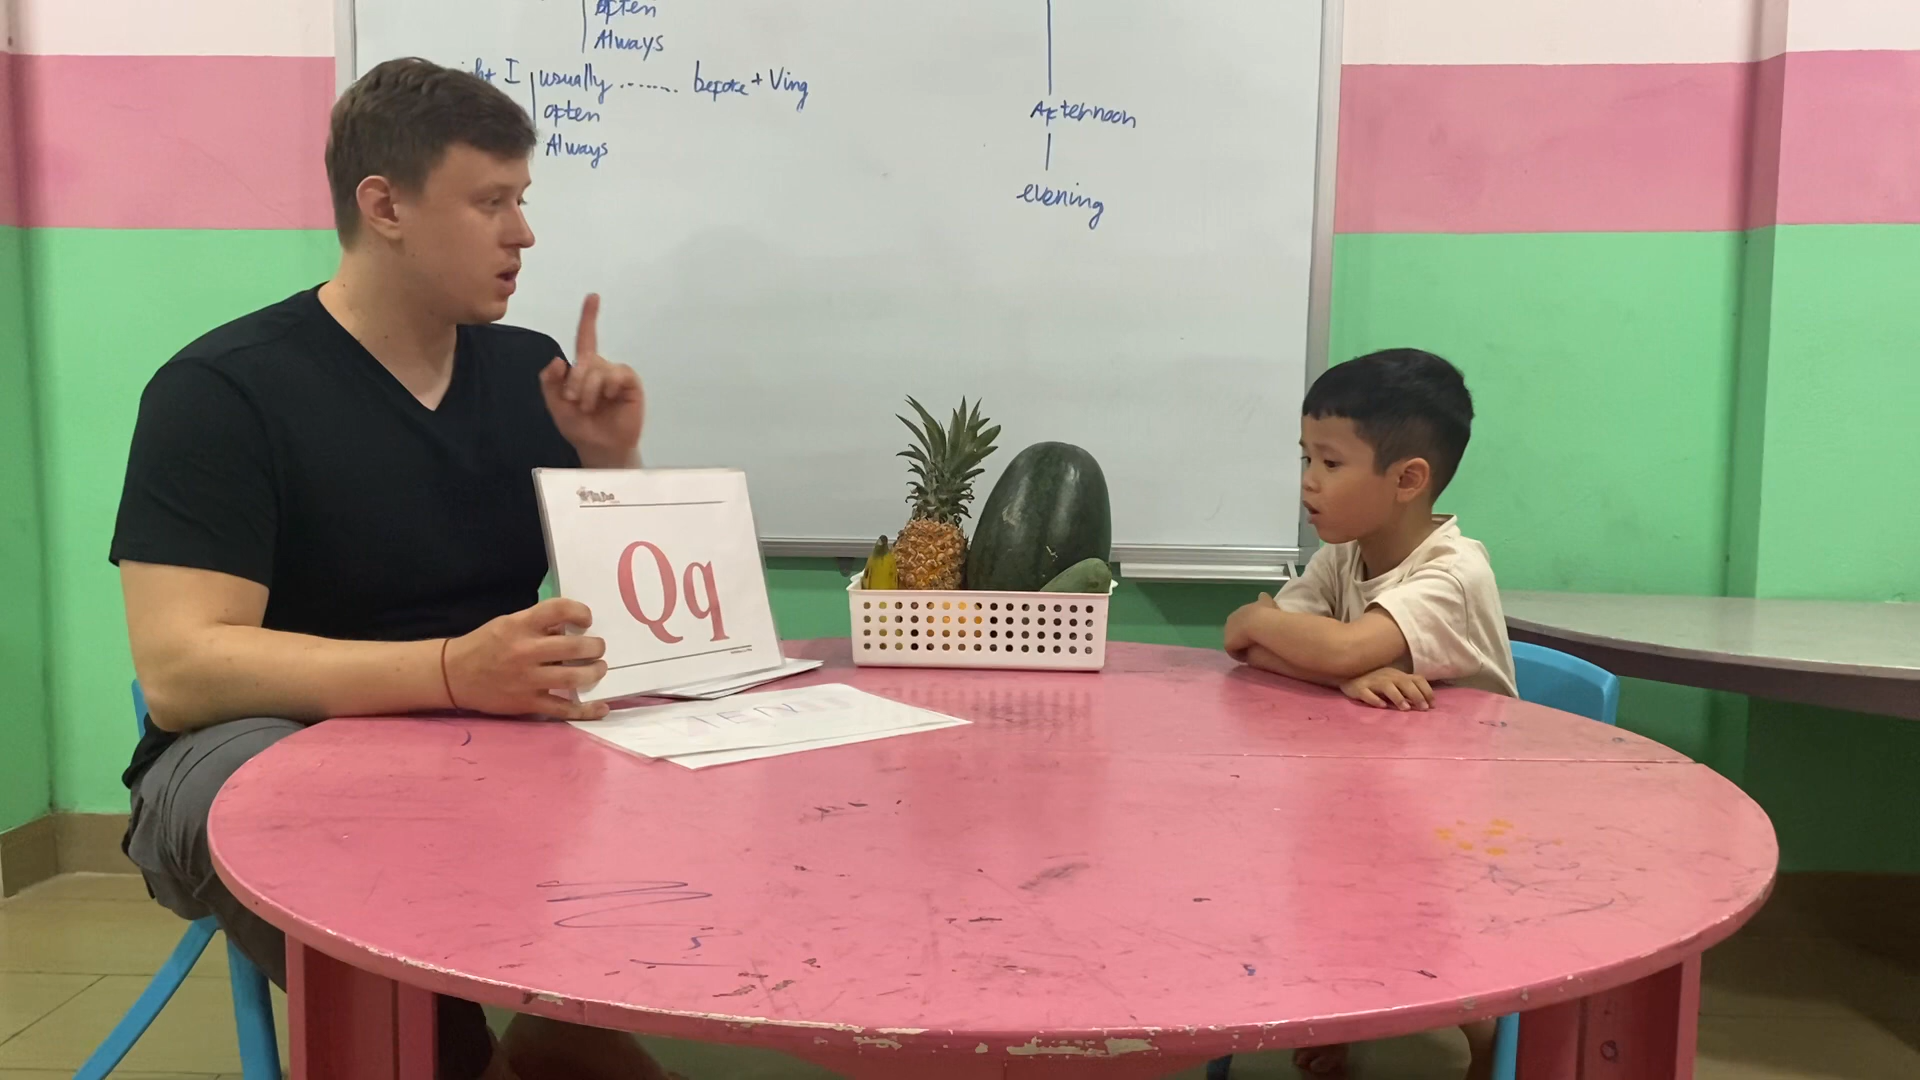 often
Always
I usually ....... before + Ving
often
Always
Afternoon
evening
Qq